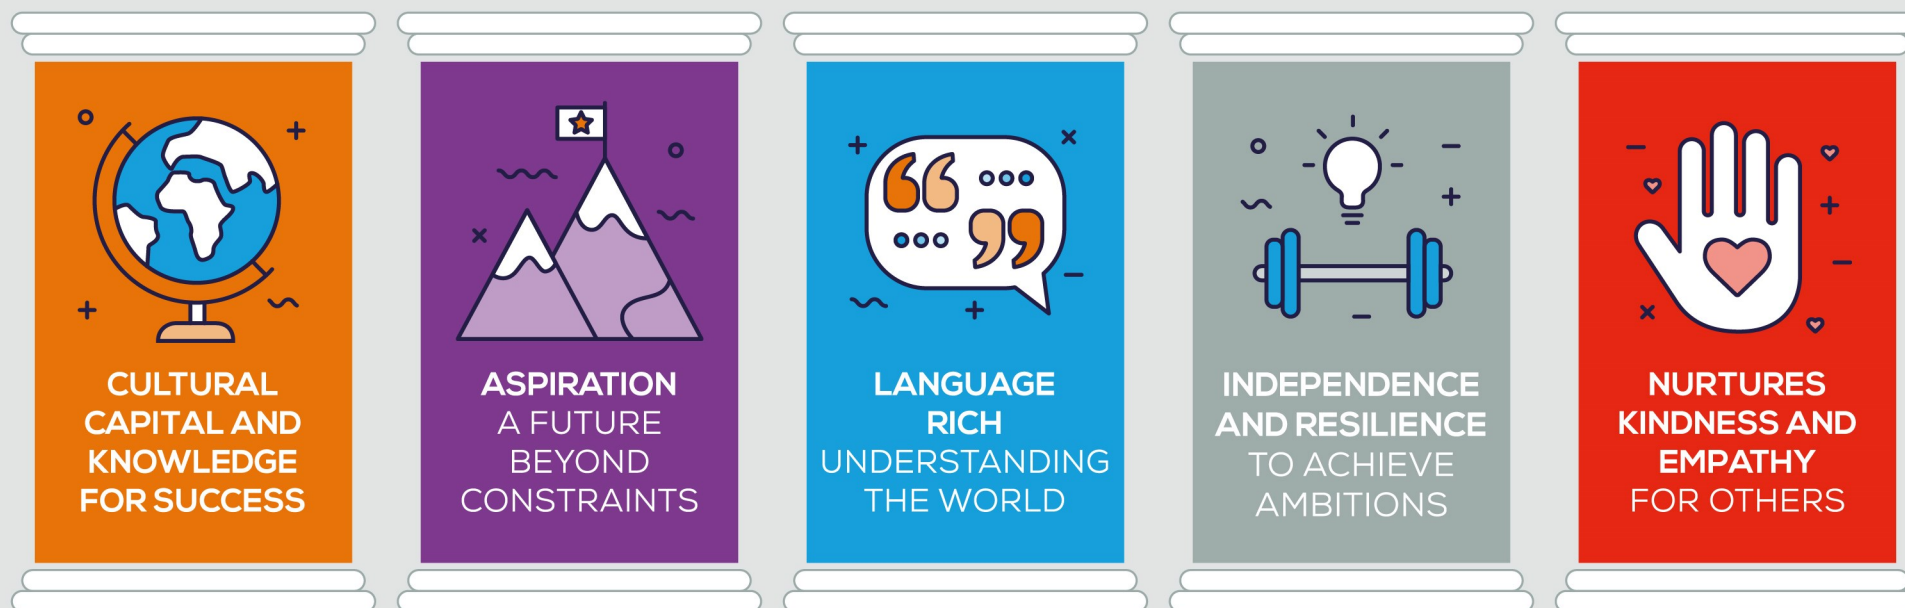 CULTURAL
CAPITAL AND
KNOWLEDGE
FOR SUCCESS
ASPIRATION
A FUTURE
BEYOND
CONSTRAINTS
LANGUAGE
RICH
UNDERSTANDING
THE WORLD
INDEPENDENCE
AND RESILIENCE
TO ACHIEVE
AMBITIONS
NURTURES
KINDNESS AND
EMPATHY
FOR OTHERS